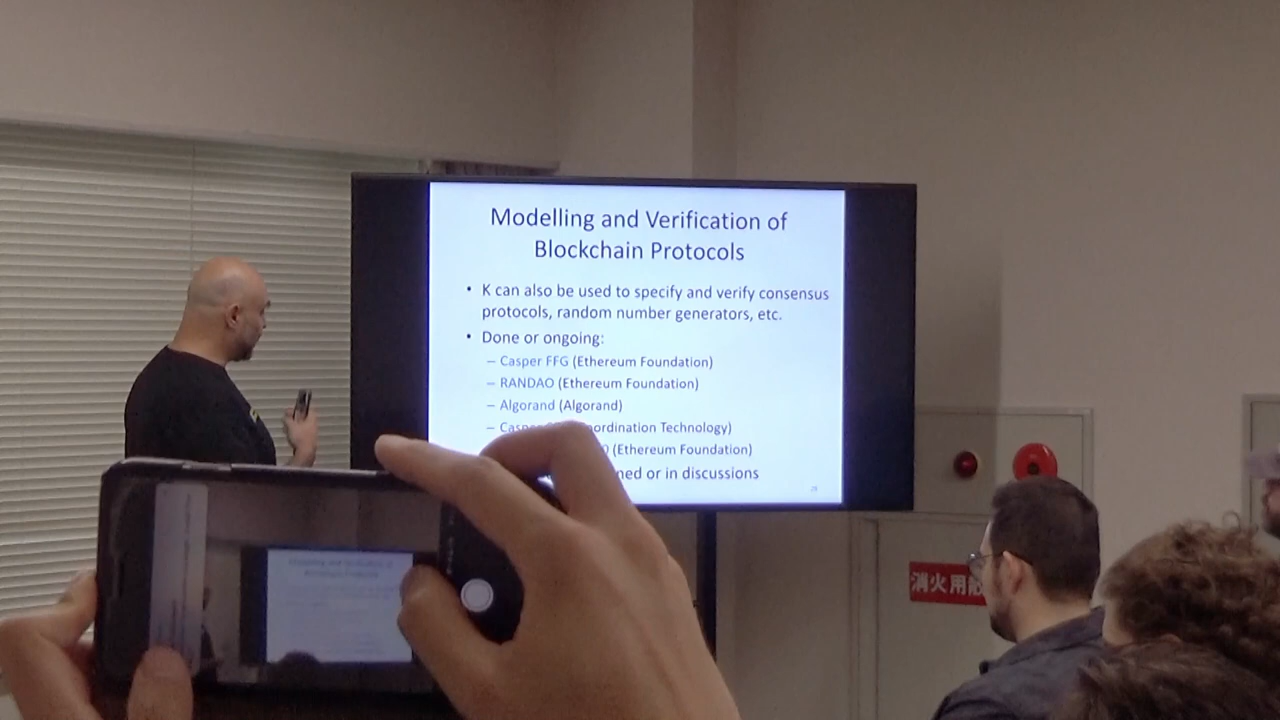 Modelling and Verification of
Blockchain Protocols
• K can also be used to specify and verify consensus
protocols, random number generators, etc.
• Done or ongoing:
– Casper FFG (Ethereum Foundation)
– RANDAO (Ethereum Foundation)
– Algorand (Algorand)
– Casper ordination Technology)
(Ethereum Foundation)
or in discussions
消火用散